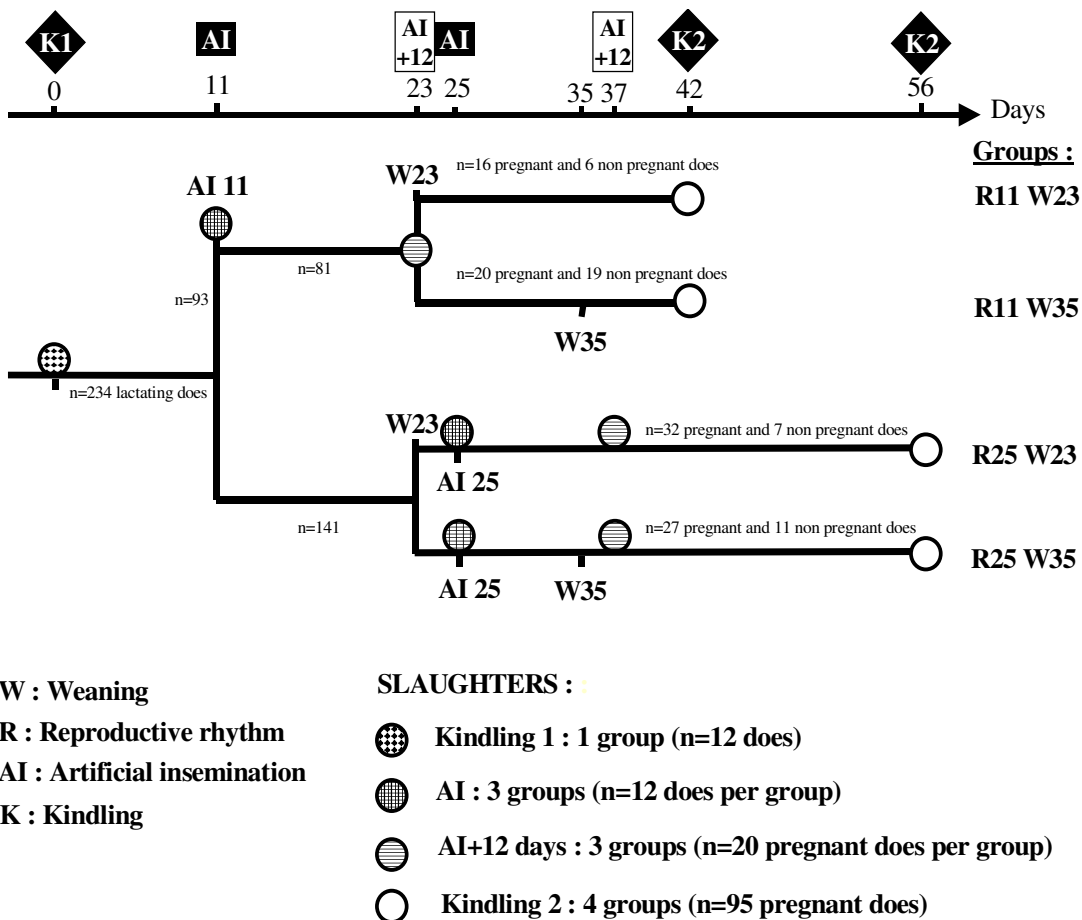 K1 AI AI +12 AI AI +12 K2 K2
0 11 23 25 35 37 42 56
Days
Groups :
W23 n=16 pregnant and 6 non pregnant does
AI 11 R11 W23
n=81
n=20 pregnant and 19 non pregnant does
n=93
R11 W35
W35
n=234 lactating does
W23
n=32 pregnant and 7 non pregnant does
R25 W23
AI 25
n=141
n=27 pregnant and 11 non pregnant does
R25 W35
AI 25 W35
W : Weaning
R : Reproductive rhythm
AI : Artificial insemination
K : Kindling
SLAUGHTERS :
Kindling 1 : 1 group (n=12 does)
AI : 3 groups (n=12 does per group)
AI+12 days : 3 groups (n=20 pregnant does per group)
Kindling 2 : 4 groups (n=95 pregnant does)